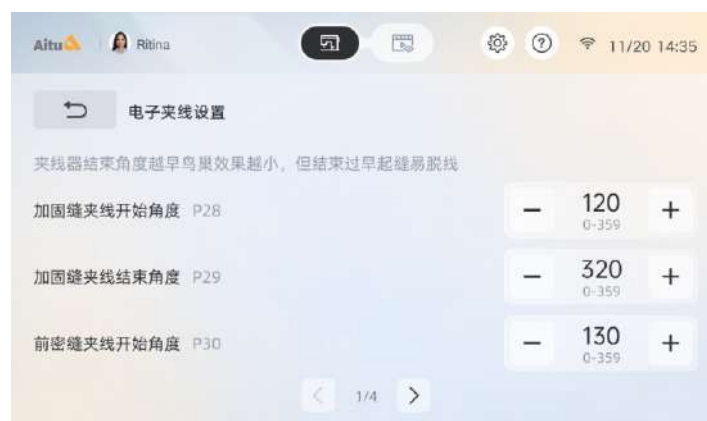 Aitu Ritina 11/20 14:35
电子夹线设置
夹线器结束角度越早鸟巢效果越小，但结束过早起缝易脱线
加固缝夹线开始角度 P28 − 120 +
0-359
加固缝夹线结束角度 P29 − 320 +
0-359
前密缝夹线开始角度 P30 − 130 +
0-359
< 1/4 >